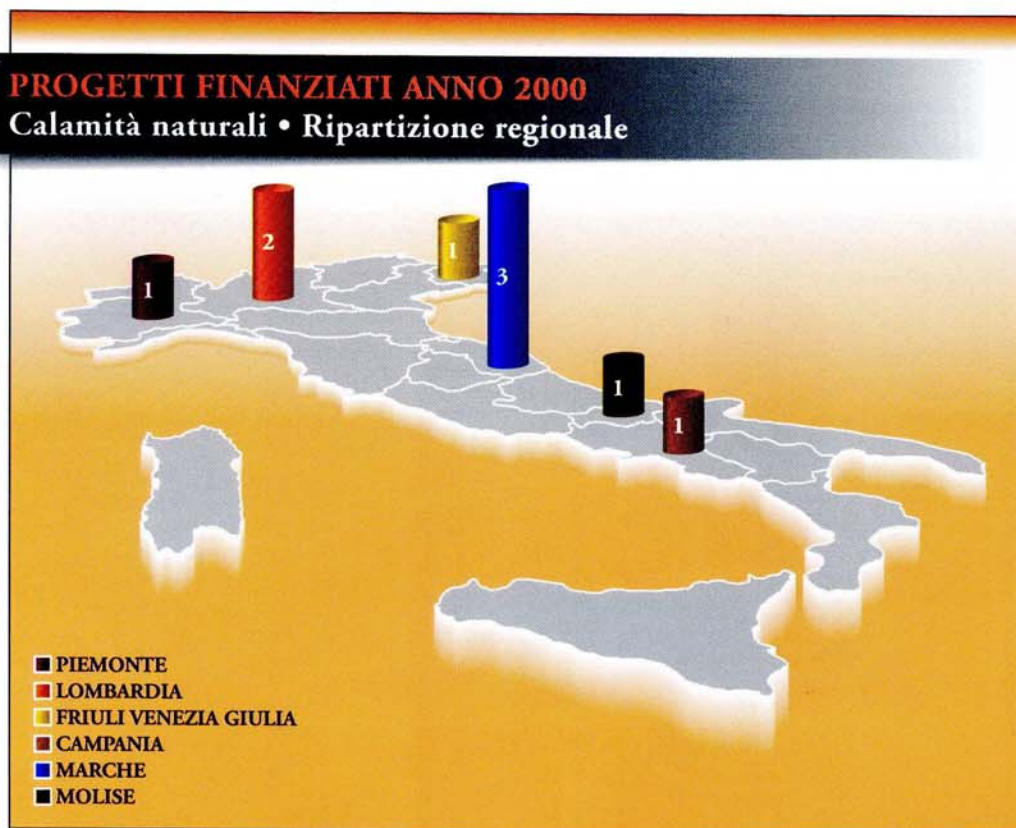 PROGETTI FINANZIATI ANNO 2000
Calamità naturali • Ripartizione regionale
1
2
1
3
1
1
PIEMONTE
LOMBARDIA
FRIULI VENEZIA GIULIA
CAMPANIA
MARCHE
MOLISE